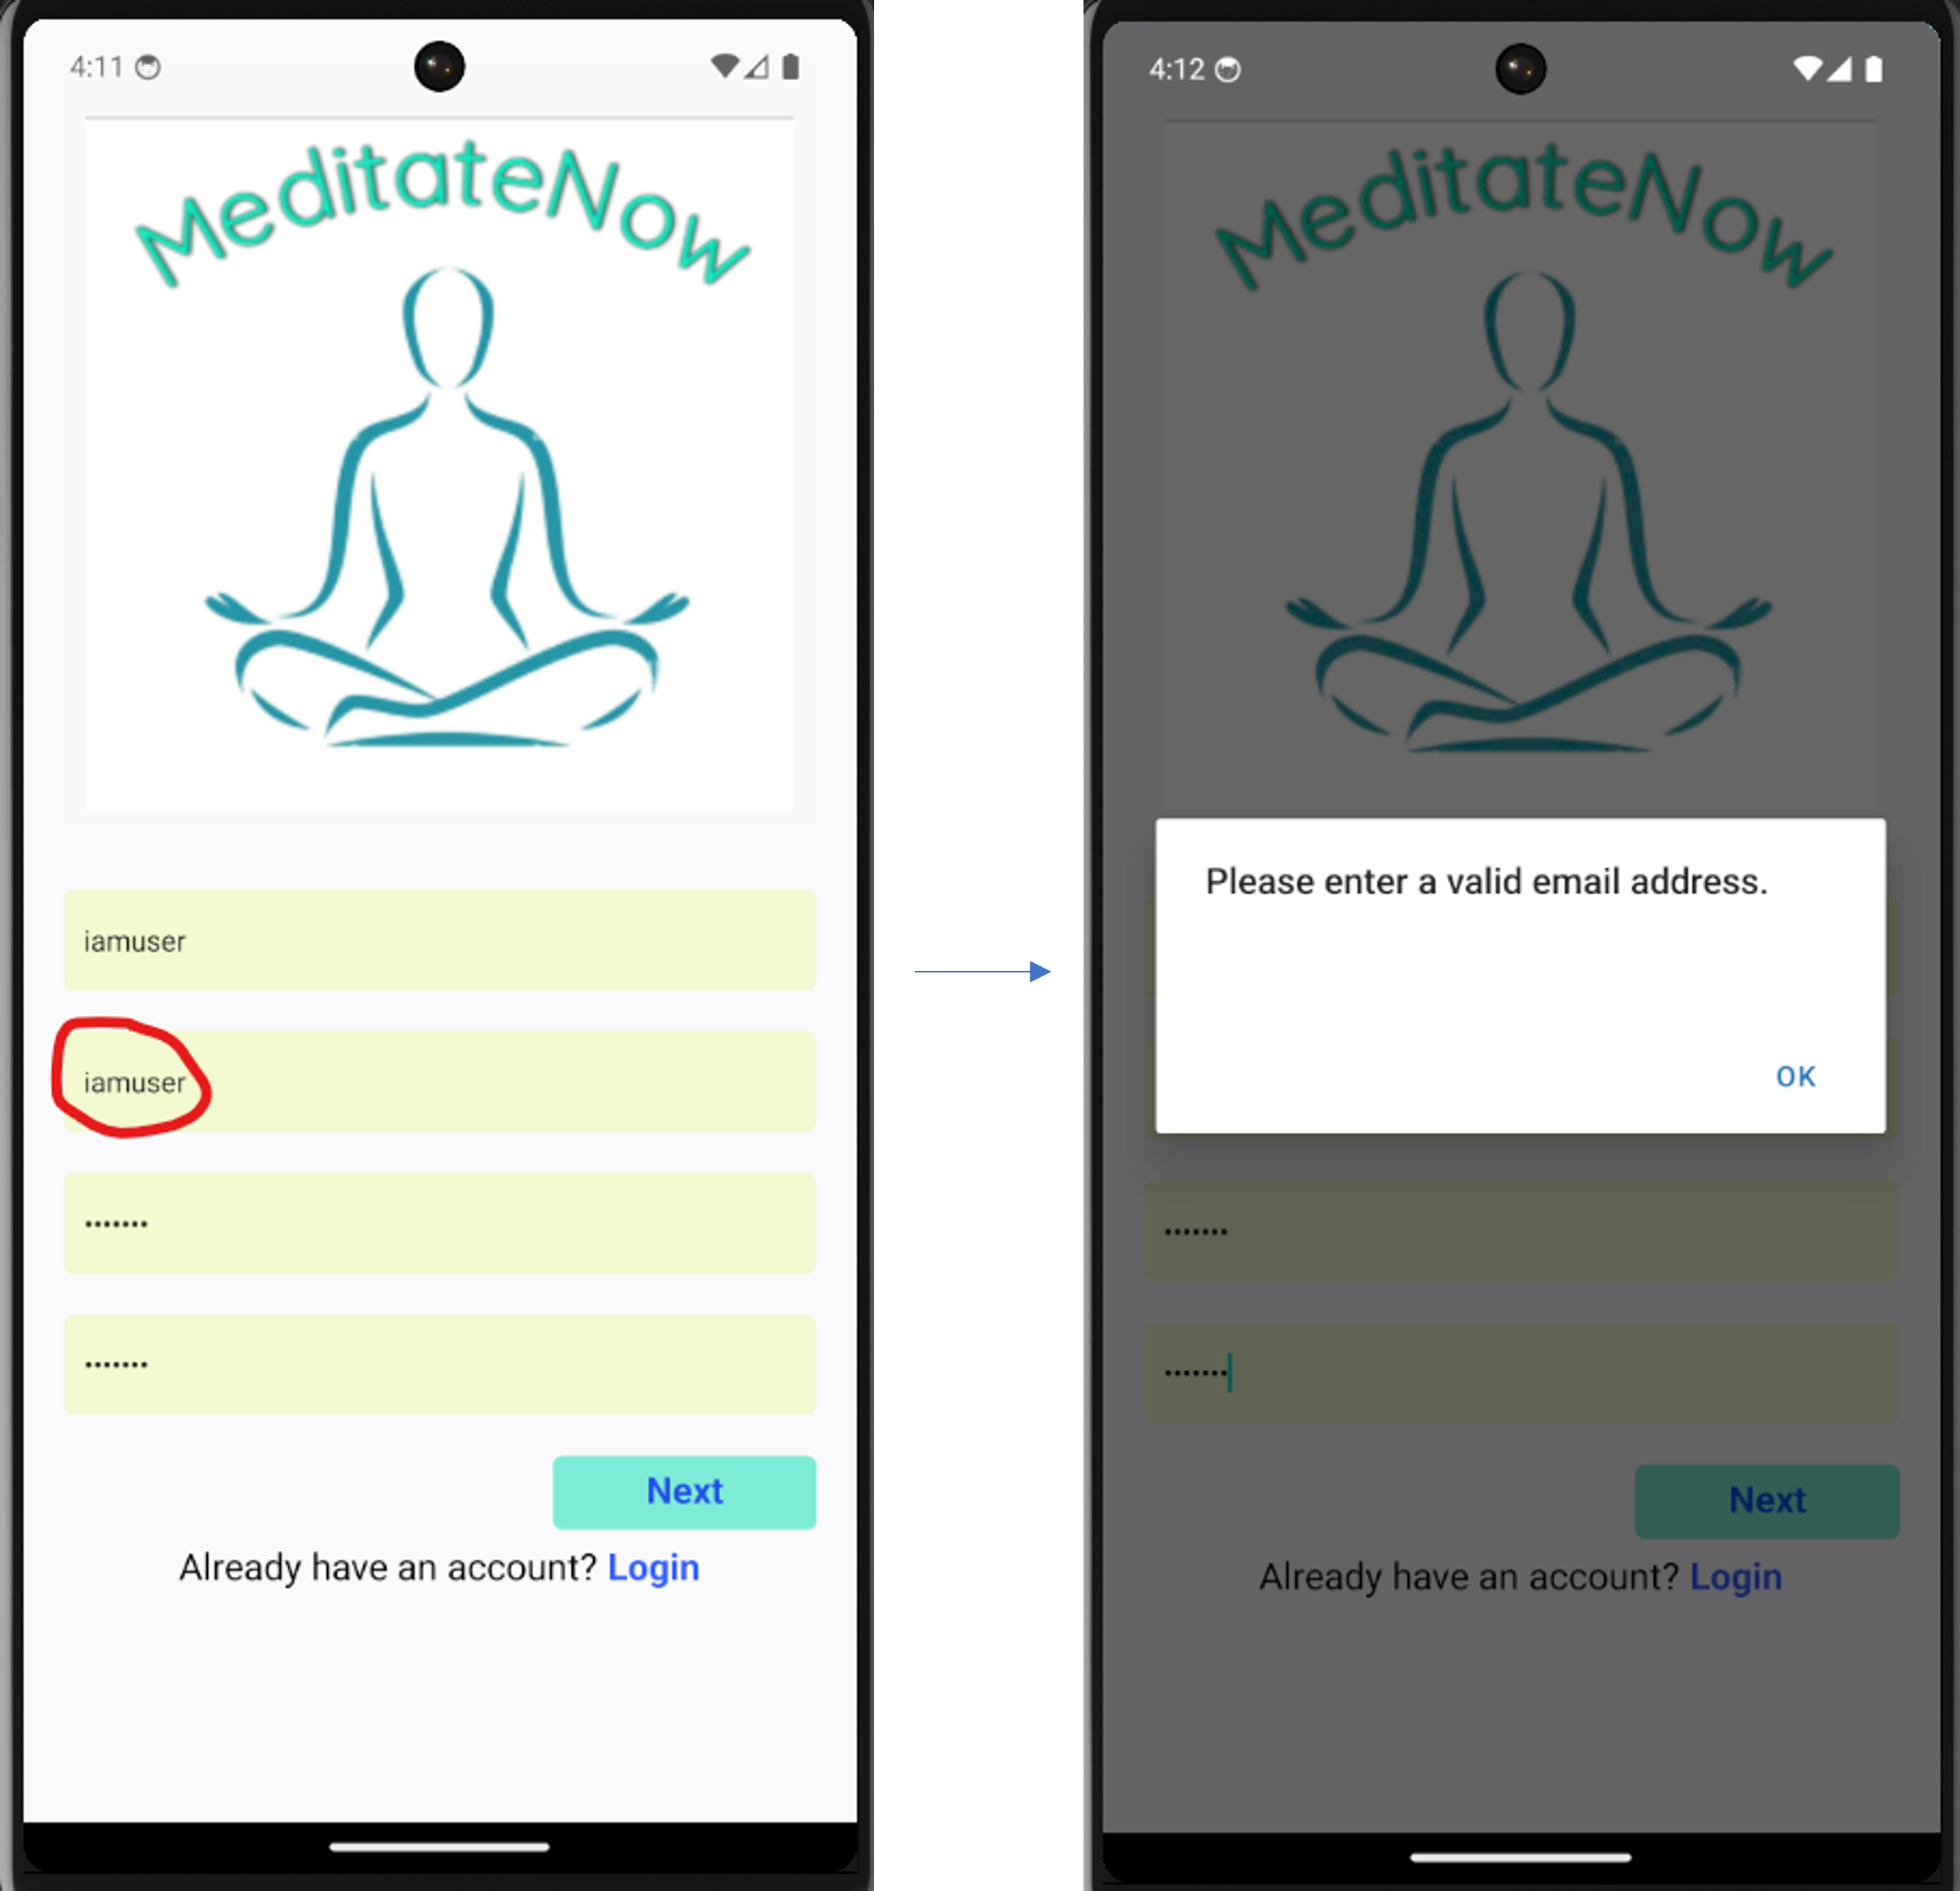 4:11
MeditateNow
iamuser
iamuser
•••••••
•••••••
Next
Already have an account? Login
4:12
MeditateNow
Please enter a valid email address.
OK
•••••••
•••••••
Next
Already have an account? Login